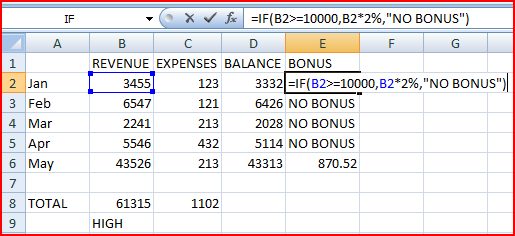 IF =IF(B2>=10000,B2*2%,"NO BONUS")
A B C D E F G
1 REVENUE EXPENSES BALANCE BONUS
2 Jan 3455 123 3332 =IF(B2>=10000,B2*2%,"NO BONUS")
3 Feb 6547 121 6426 NO BONUS
4 Mar 2241 213 2028 NO BONUS
5 Apr 5546 432 5114 NO BONUS
6 May 43526 213 43313 870.52
7
8 TOTAL 61315 1102
9 HIGH